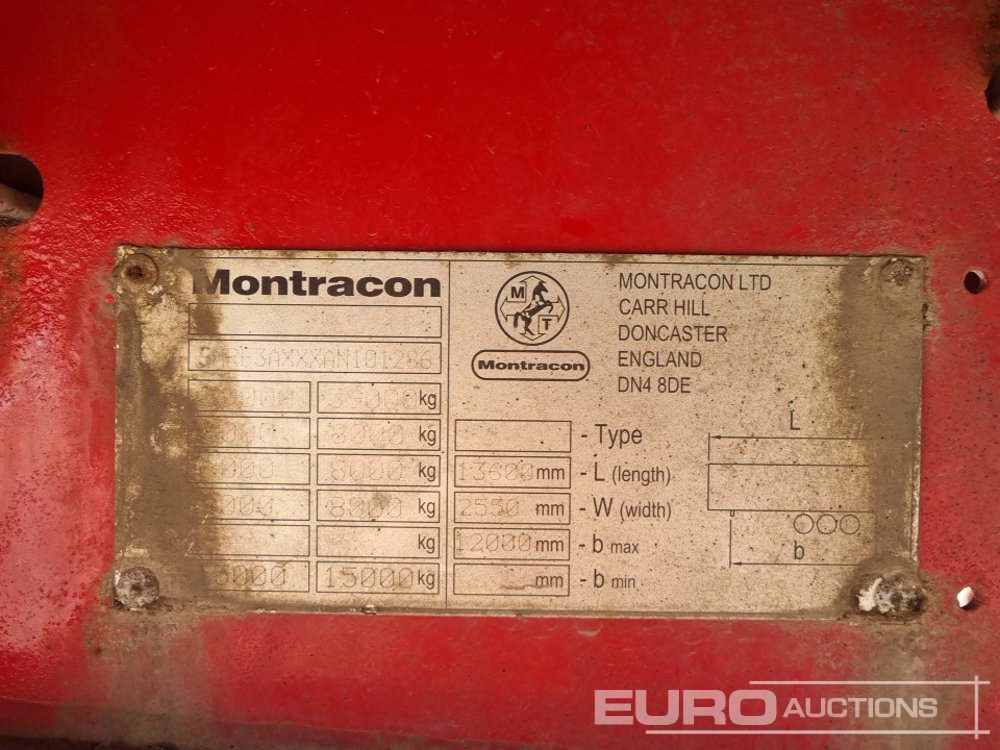 Montracon
39000 kg
8000 kg
8000 kg
8000 kg
kg
15000 kg
M T
Montracon
MONTRACON LTD
CARR HILL
DONCASTER
ENGLAND
DN4 8DE
- Type
13600 mm - L (length)
2550 mm - W (width)
12000 mm - b max
mm - b min
L
b
EURO AUCTIONS